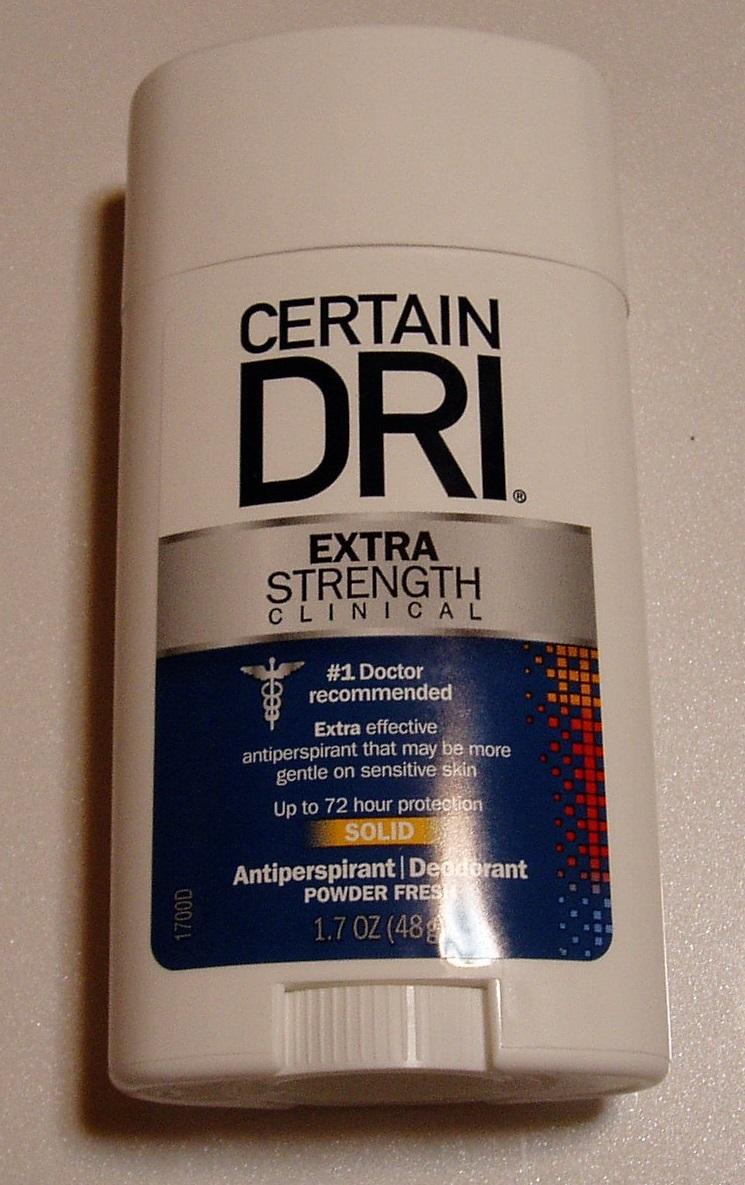 CERTAIN
DRI®
EXTRA
STRENGTH
CLINICAL
#1 Doctor
recommended
Extra effective
antiperspirant that may be more
gentle on sensitive skin
Up to 72 hour protection
SOLID
Antiperspirant | Deodorant
POWDER FRESH
1.7 OZ (48g)
1700D